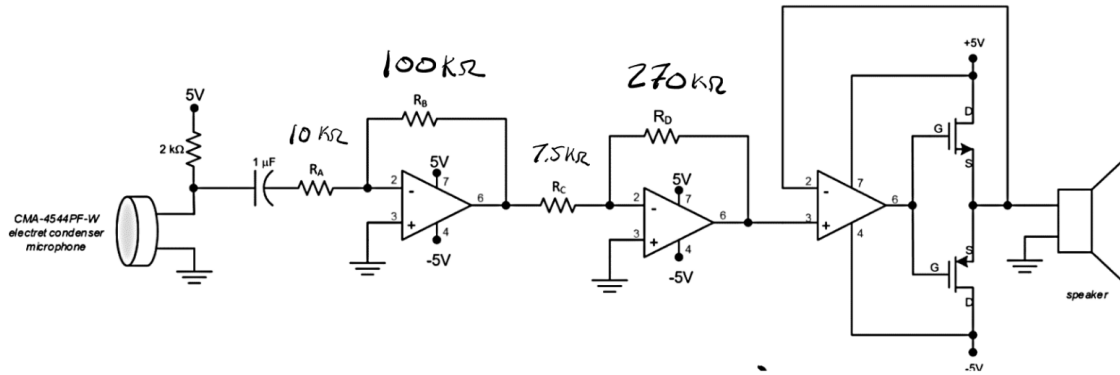 100KΩ
270KΩ
+5V
5V
RB
RD
D
10 KΩ
G
2 kΩ
1 µF
7.5KΩ
S
RA
5V
2
7
6
RC
5V
2
7
6
2
7
6
3
4
3
4
3
4
CMA-4544PF-W
electret condenser
microphone
-5V
-5V
S
G
D
speaker
-5V